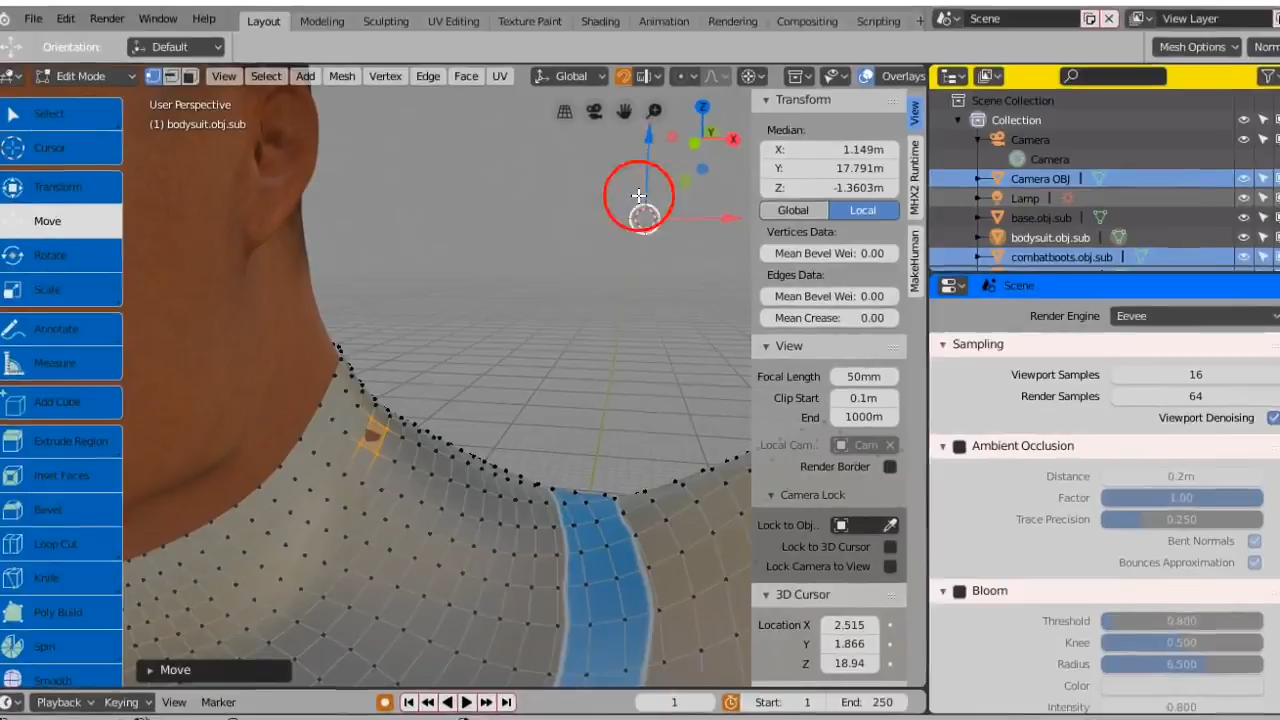 File Edit Render Window Help Layout Modeling Sculpting UV Editing Texture Paint Shading Animation Rendering Compositing Scripting + Scene View Layer
Orientation: Default Mesh Options
Edit Mode View Select Add Mesh Vertex Edge Face UV Global Overlays
User Perspective
(1) bodysuit.obj.sub
Select
Cursor
Transform
Move
Rotate
Scale
Annotate
Measure
Add Cube
Extrude Region
Inset Faces
Bevel
Loop Cut
Knife
Poly Build
Spin
Smooth
Move
Z
Y
X
Transform
Median:
X: 1.149m
Y: 17.791m
Z: -1.3603m
Global Local
Vertices Data:
Mean Bevel Wei: 0.00
Edges Data:
Mean Bevel Wei: 0.00
Mean Crease: 0.00
View
Focal Length 50mm
Clip Start 0.1m
End 1000m
Local Cam.. Cam
Render Border
Camera Lock
Lock to Obj..
Lock to 3D Cursor
Lock Camera to View
3D Cursor
Location X 2.515
Y 1.866
Z 18.94
View
MHX2 Runtime
MakeHuman
Scene Collection
Collection
Camera
Camera
Camera OBJ
Lamp
base.obj.sub
bodysuit.obj.sub
combatboots.obj.sub
Scene
Render Engine Eevee
Sampling
Viewport Samples 16
Render Samples 64
Viewport Denoising
Ambient Occlusion
Distance 0.2m
Factor 1.00
Trace Precision 0.250
Bent Normals
Bounces Approximation
Bloom
Threshold 0.800
Knee 0.500
Radius 6.500
Color
Intensity 0.800
Playback Keying View Marker 1 Start: 1 End: 250